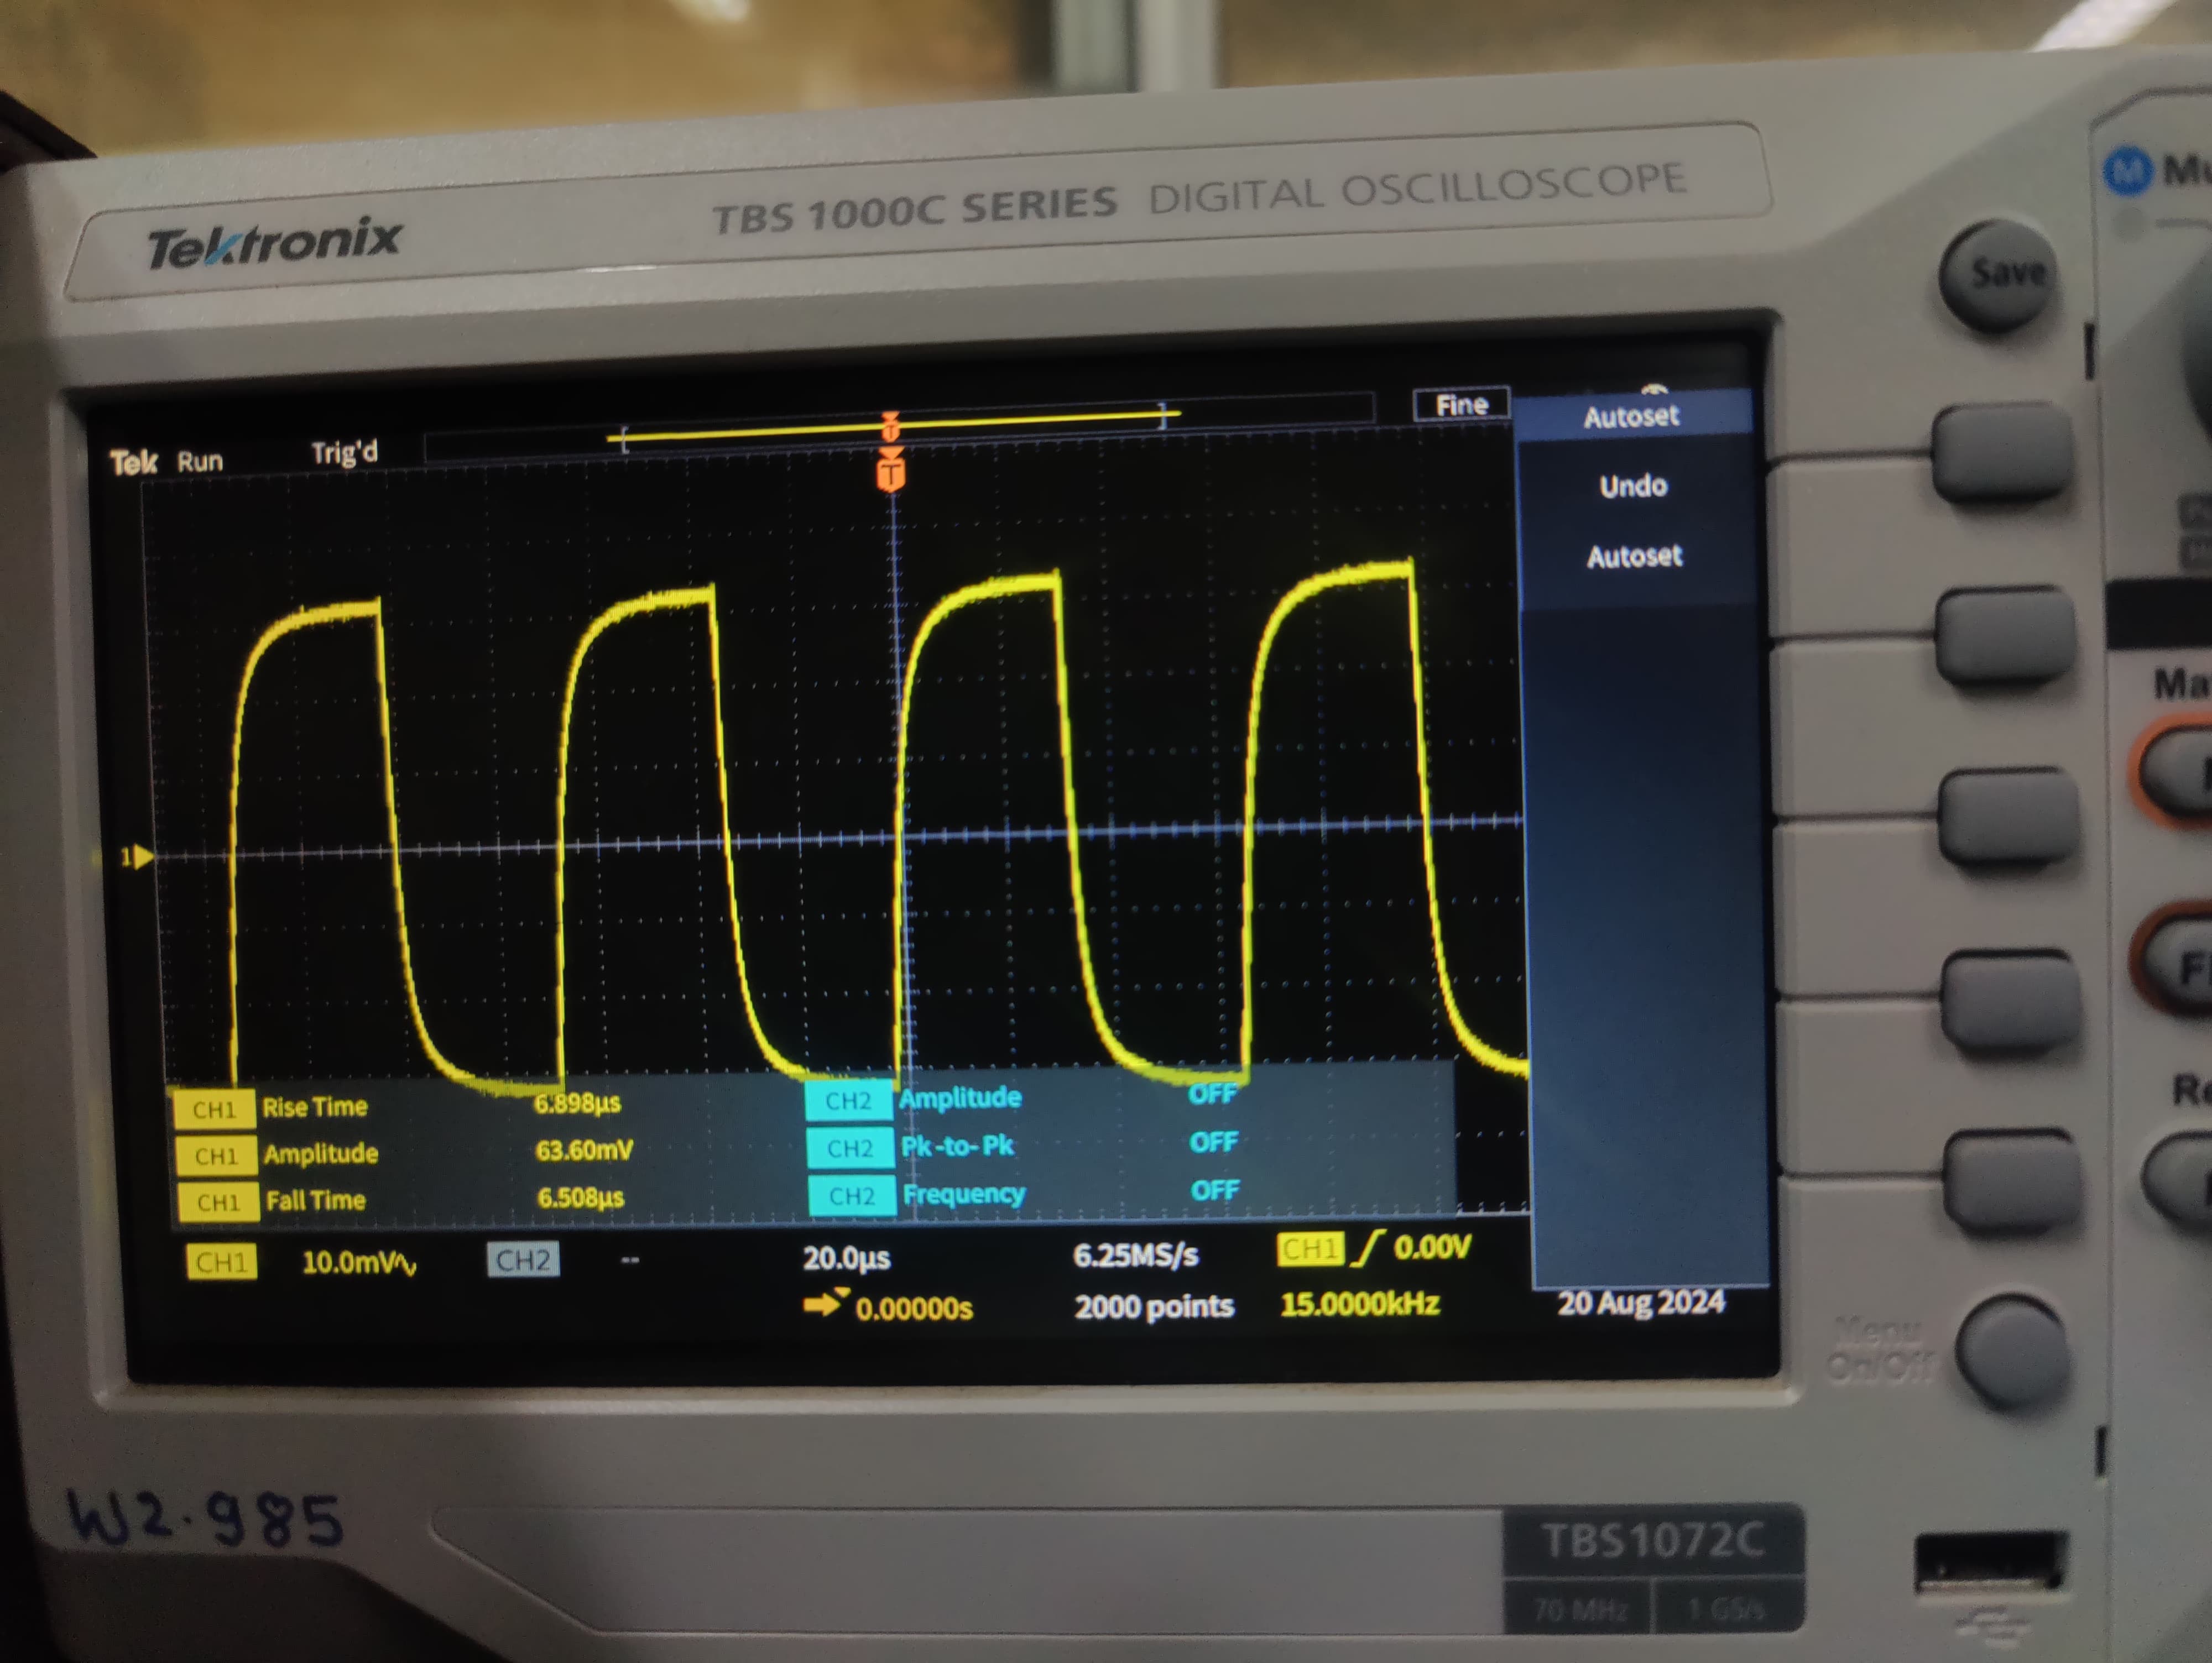 Tektronix TBS 1000C SERIES DIGITAL OSCILLOSCOPE
Save
Tek Run Trig'd T Fine Autoset
T
Undo
Autoset
1
CH1 Rise Time 6.898µs CH2 Amplitude OFF
CH1 Amplitude 63.60mV CH2 Pk-to-Pk OFF
CH1 Fall Time 6.508µs CH2 Frequency OFF
CH1 10.0mV CH2 -- 20.0µs 6.25MS/s CH1 0.00V
0.00000s 2000 points 15.0000kHz 20 Aug 2024
Menu
On/Off
W2.985
TBS1072C
70 MHz 1 GS/s
M